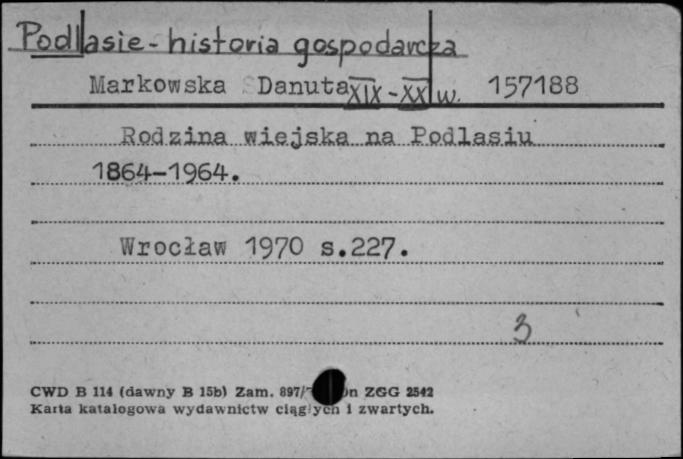 Podlasie - historia gospodarcza
Markowska Danuta XIX - XX w. 157188
Rodzina wiejska na Podlasiu
1864-1964.
Wrocław 1970 s.227.
3
CWD B 114 (dawny B 15b) Zam. 897/ ZGG 2542
Karta katalogowa wydawnictw ciągłych i zwartych.